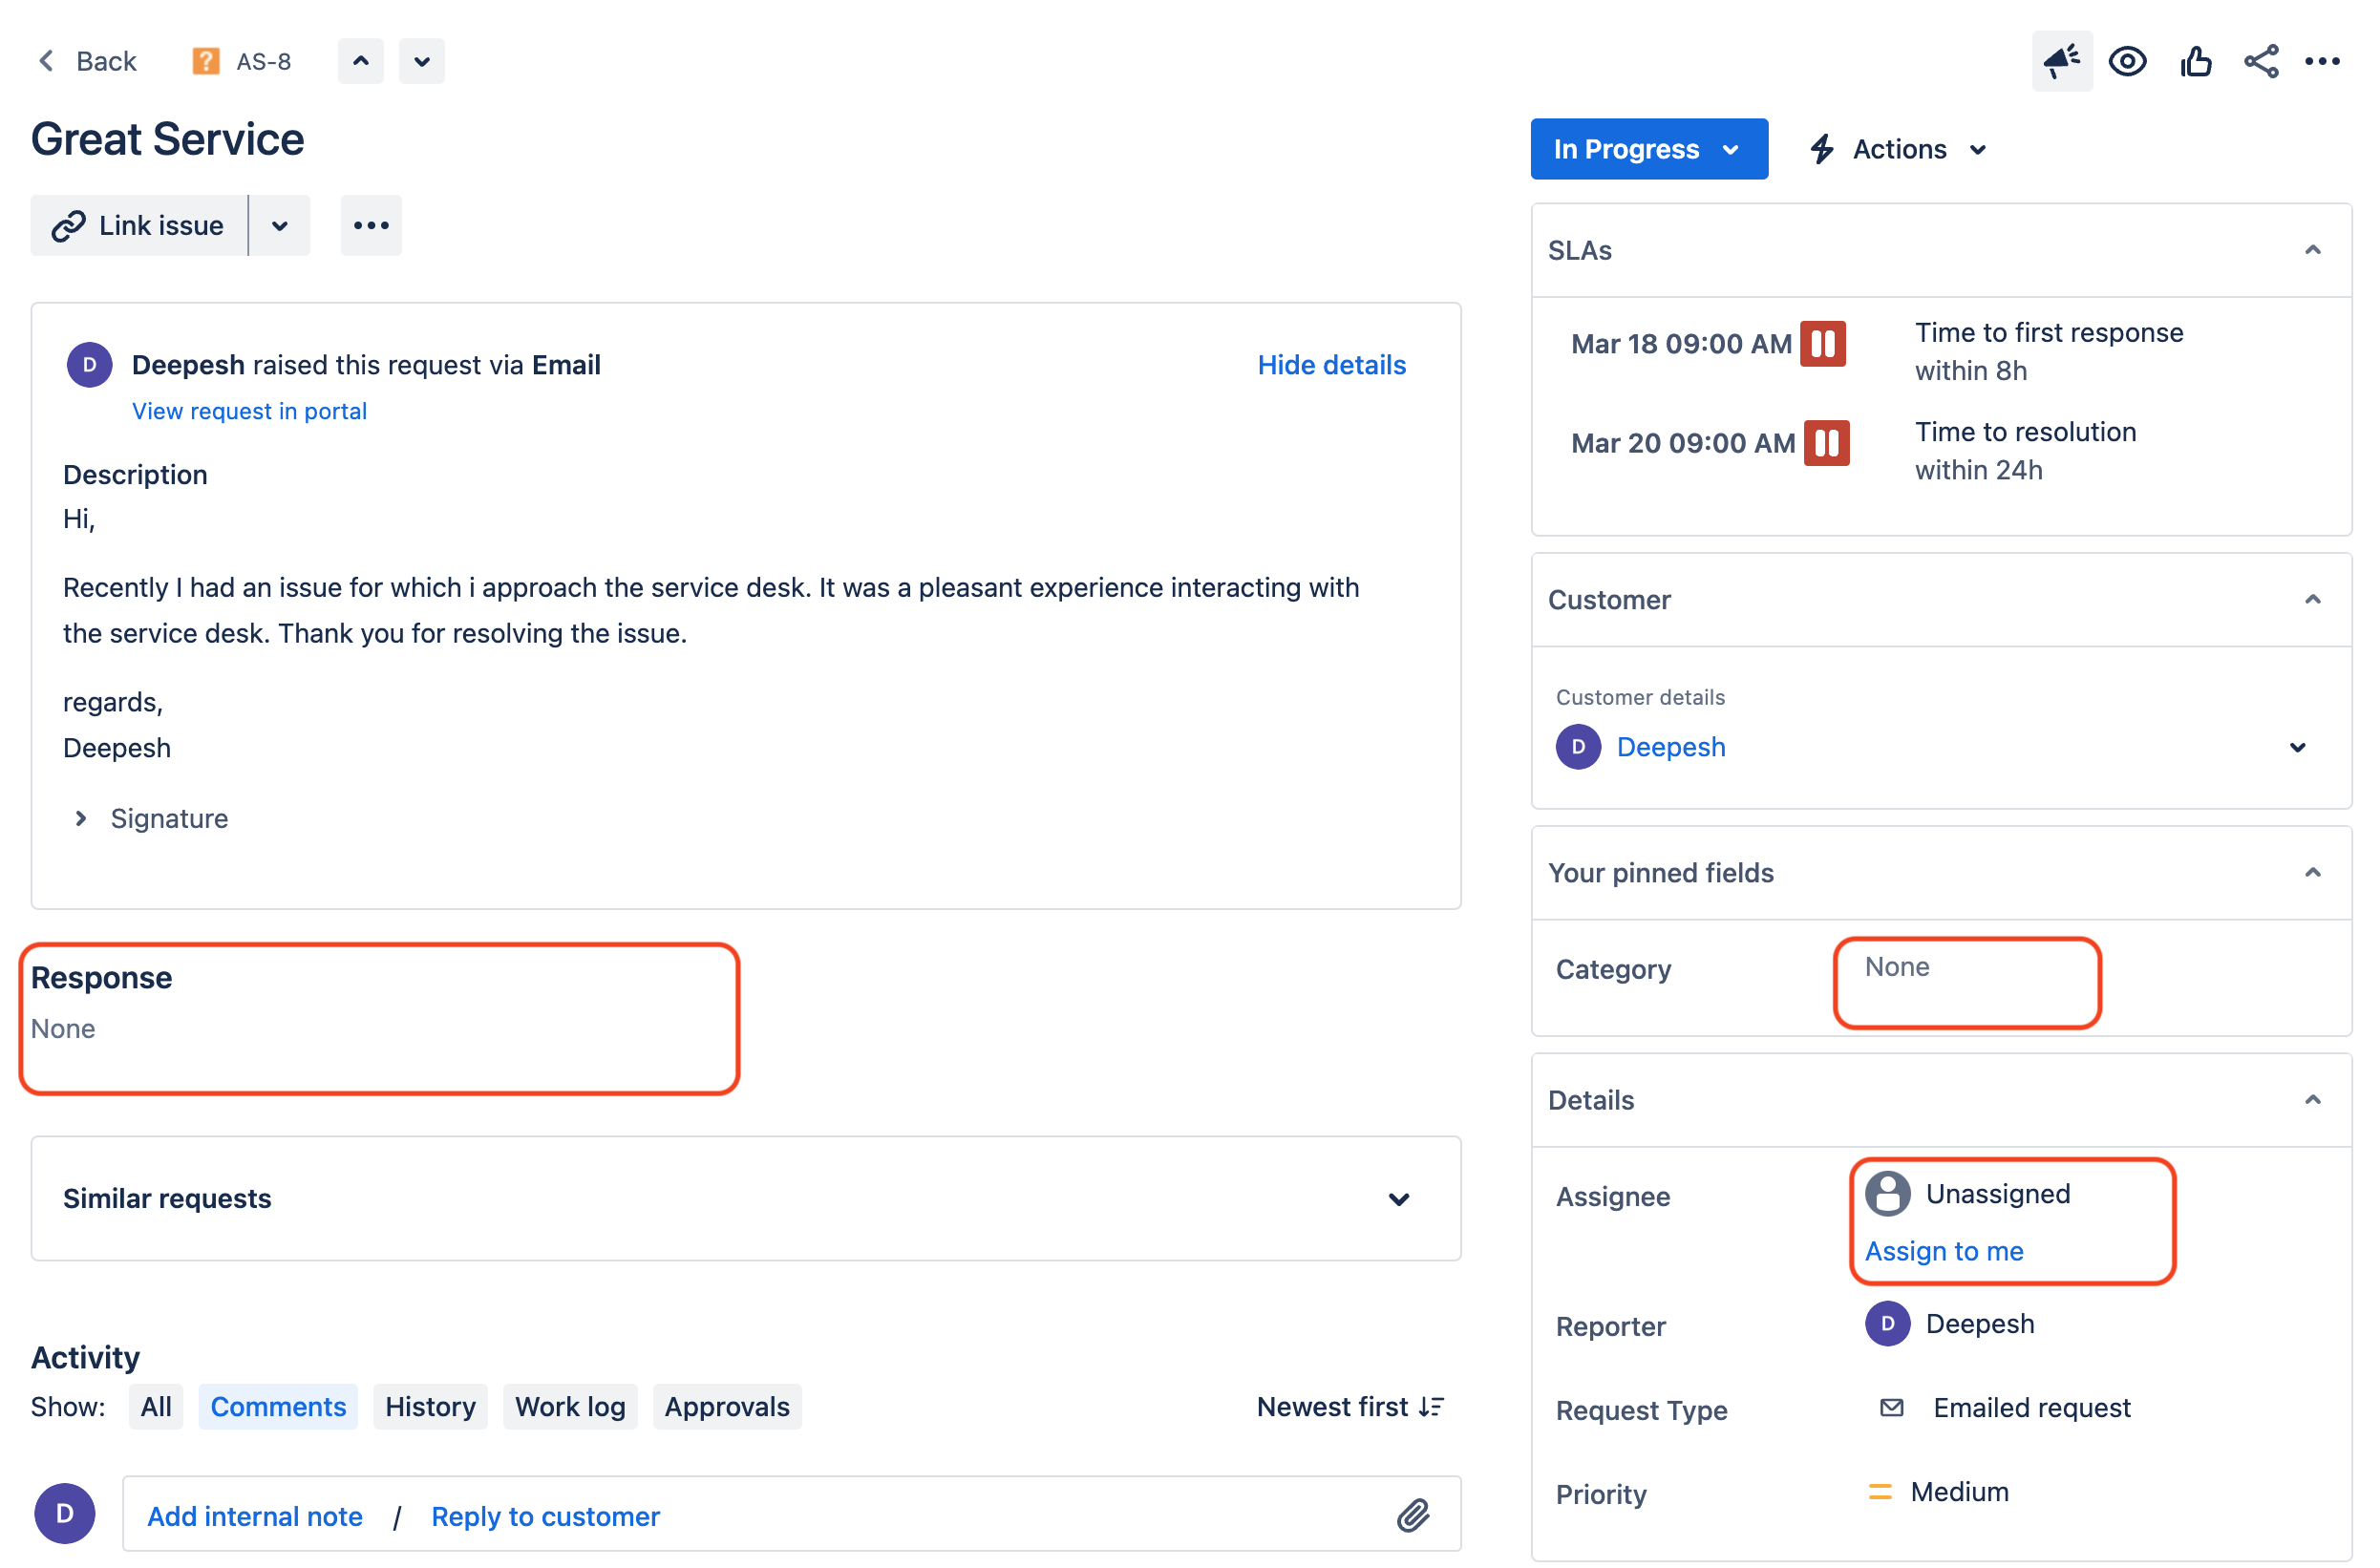 Back
AS-8
Great Service
Link issue
Deepesh raised this request via Email
Hide details
View request in portal
Description
Hi,
Recently I had an issue for which i approach the service desk. It was a pleasant experience interacting with
the service desk. Thank you for resolving the issue.
regards,
Deepesh
Signature
Response
None
Similar requests
Activity
Show: All Comments History Work log Approvals
Newest first
D
Add internal note / Reply to customer
In Progress
Actions
SLAs
Mar 18 09:00 AM
Time to first response
within 8h
Mar 20 09:00 AM
Time to resolution
within 24h
Customer
Customer details
D Deepesh
Your pinned fields
Category None
Details
Assignee Unassigned
Assign to me
Reporter D Deepesh
Request Type Emailed request
Priority Medium